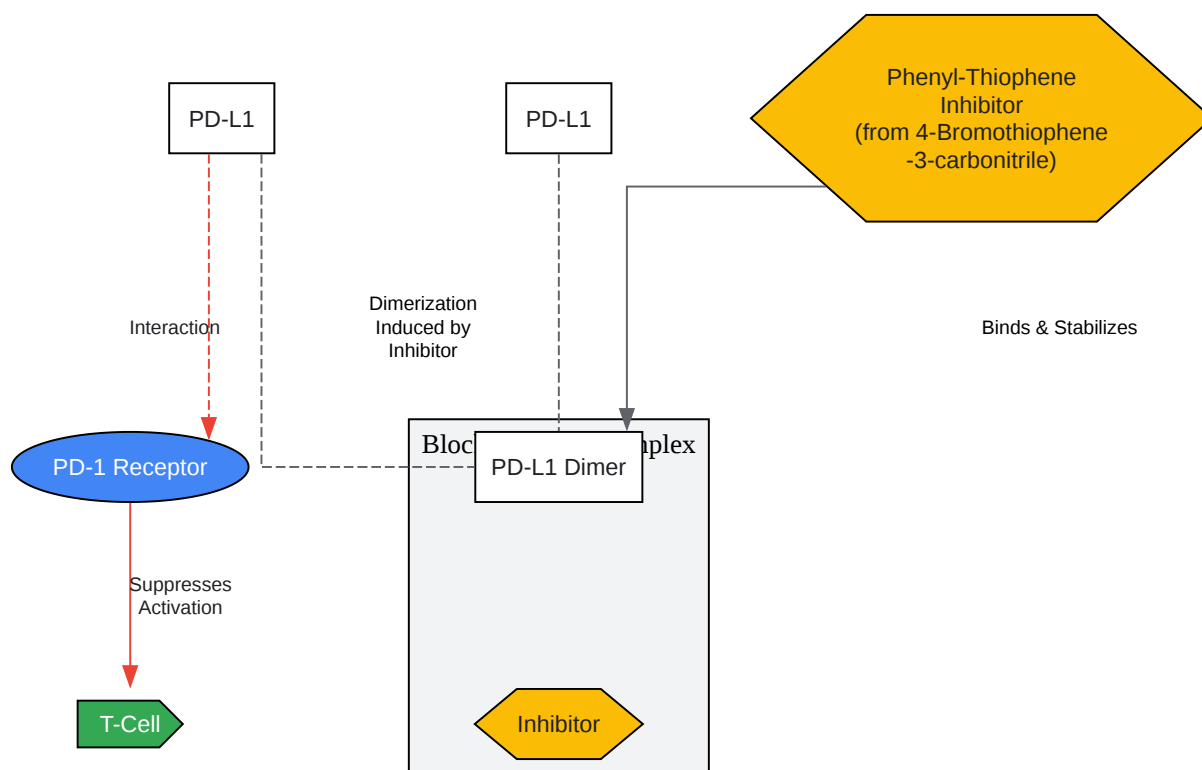 PD-L1
PD-L1
Phenyl-Thiophene
Inhibitor
(from 4-Bromothiophene
-3-carbonitrile)
Interaction
Dimerization
Induced by
Inhibitor
Binds & Stabilizes
PD-1 Receptor
PD-L1 Dimer
Suppresses
Activation
T-Cell
Inhibitor